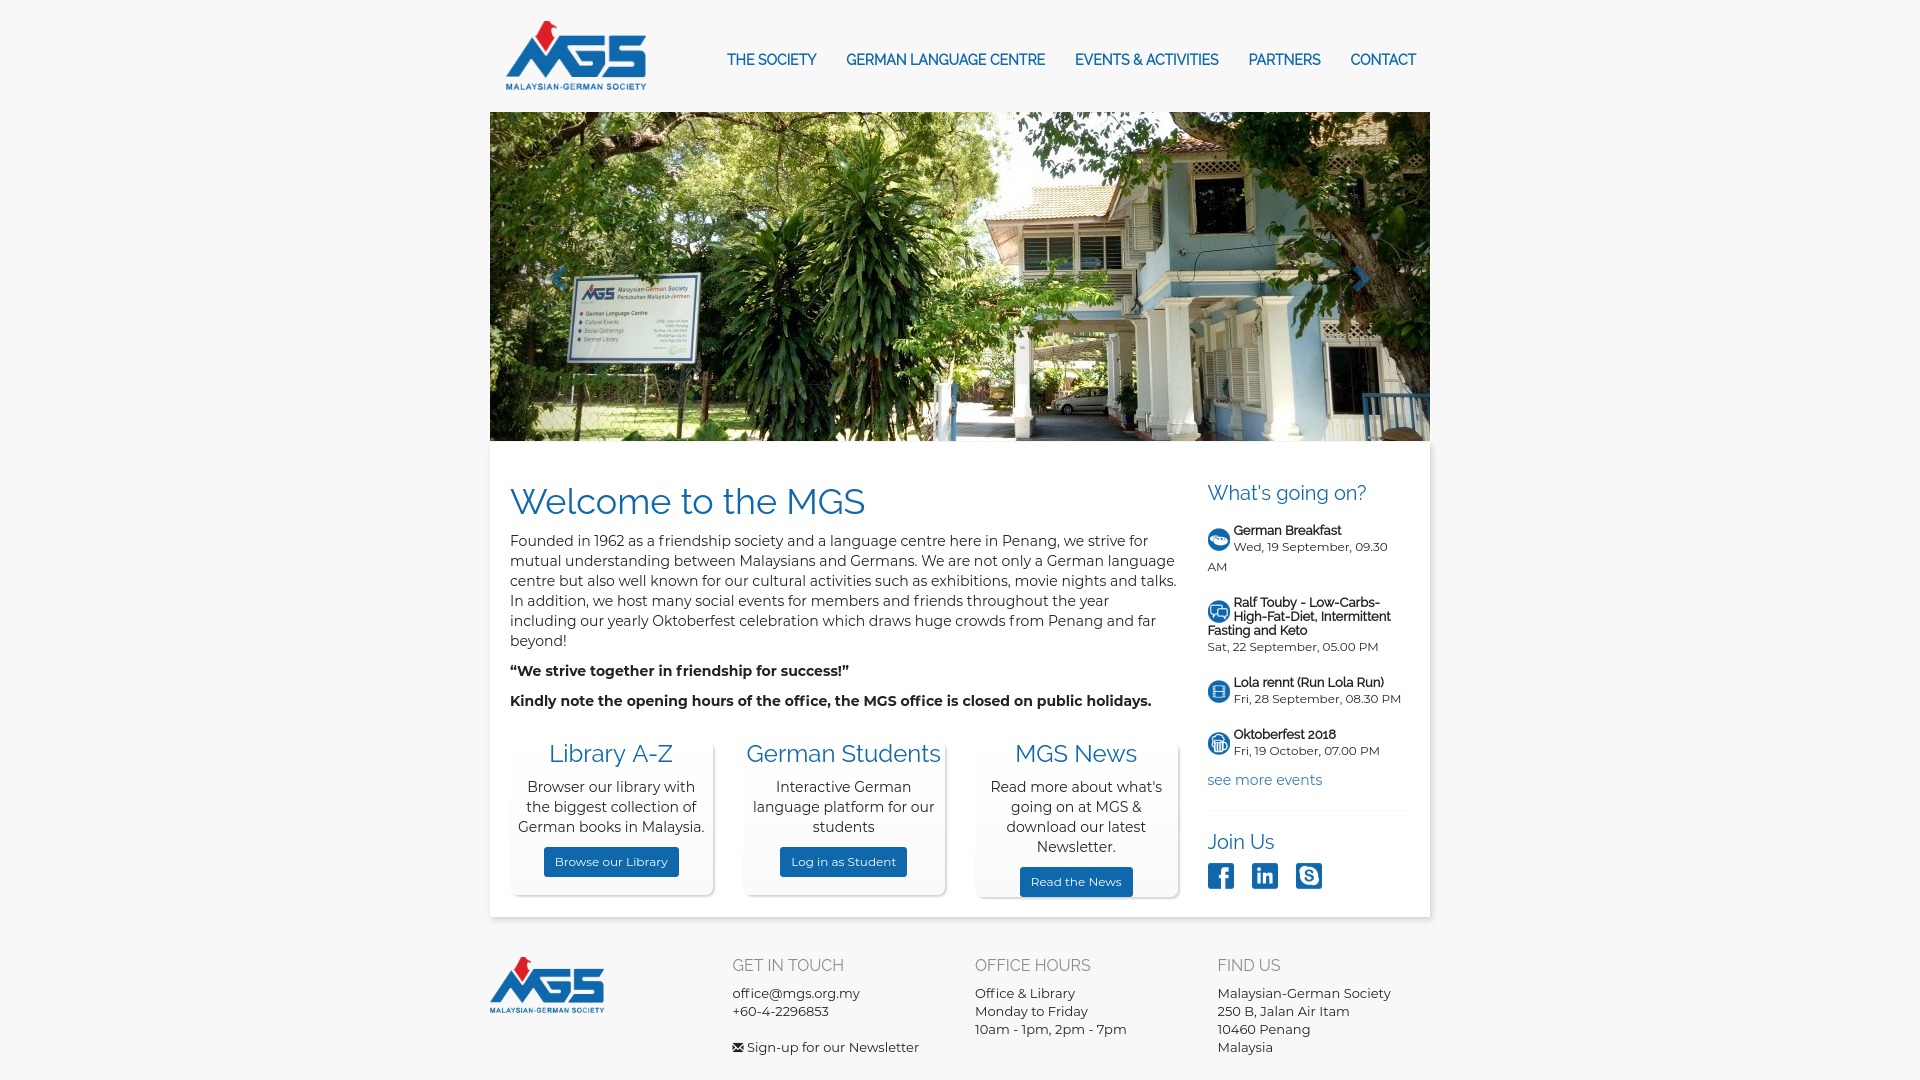 MGS
MALAYSIAN-GERMAN SOCIETY
THE SOCIETY
GERMAN LANGUAGE CENTRE
EVENTS & ACTIVITIES
PARTNERS
CONTACT
MGS Malaysian-German Society
Pertubuhan Malaysia-Jerman
German Language Centre
Cultural Events
Social Gatherings
German Library
Welcome to the MGS
Founded in 1962 as a friendship society and a language centre here in Penang, we strive for
mutual understanding between Malaysians and Germans. We are not only a German language
centre but also well known for our cultural activities such as exhibitions, movie nights and talks.
In addition, we host many social events for members and friends throughout the year
including our yearly Oktoberfest celebration which draws huge crowds from Penang and far
beyond!
“We strive together in friendship for success!”
Kindly note the opening hours of the office, the MGS office is closed on public holidays.
Library A-Z
Browser our library with
the biggest collection of
German books in Malaysia.
Browse our Library
German Students
Interactive German
language platform for our
students
Log in as Student
MGS News
Read more about what's
going on at MGS &
download our latest
Newsletter.
Read the News
What's going on?
German Breakfast
Wed, 19 September, 09.30
AM
Ralf Touby - Low-Carbs-
High-Fat-Diet, Intermittent
Fasting and Keto
Sat, 22 September, 05.00 PM
Lola rennt (Run Lola Run)
Fri, 28 September, 08.30 PM
Oktoberfest 2018
Fri, 19 October, 07.00 PM
see more events
Join Us
MGS
MALAYSIAN-GERMAN SOCIETY
GET IN TOUCH
office@mgs.org.my
+60-4-2296853
Sign-up for our Newsletter
OFFICE HOURS
Office & Library
Monday to Friday
10am - 1pm, 2pm - 7pm
FIND US
Malaysian-German Society
250 B, Jalan Air Itam
10460 Penang
Malaysia